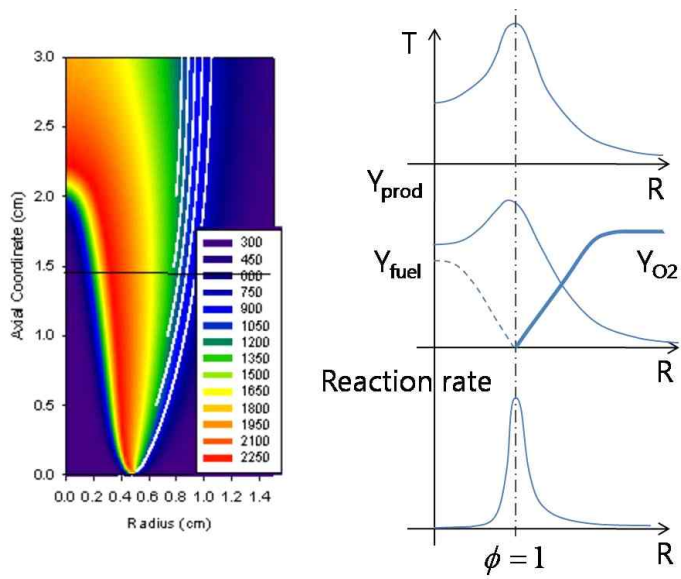 3.0
2.5
2.0
1.5
1.0
0.5
0.0
Axial Coordinate (cm)
0.0 0.2 0.4 0.6 0.8 1.0 1.2 1.4
Radius (cm)
300
450
600
750
900
1050
1200
1350
1500
1650
1800
1950
2100
2250
T
R
Yprod
Yfuel
YO2
R
Reaction rate
R
ϕ = 1